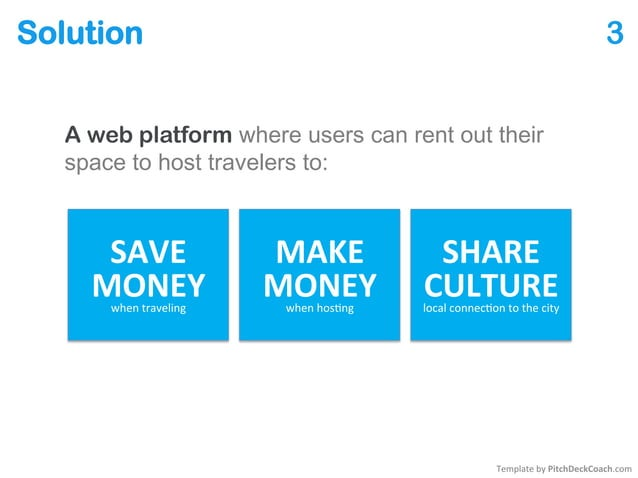 Solution
3
A web platform where users can rent out their
space to host travelers to:
SAVE
MONEY
when traveling
MAKE
MONEY
when hosting
SHARE
CULTURE
local connection to the city
Template by PitchDeckCoach.com